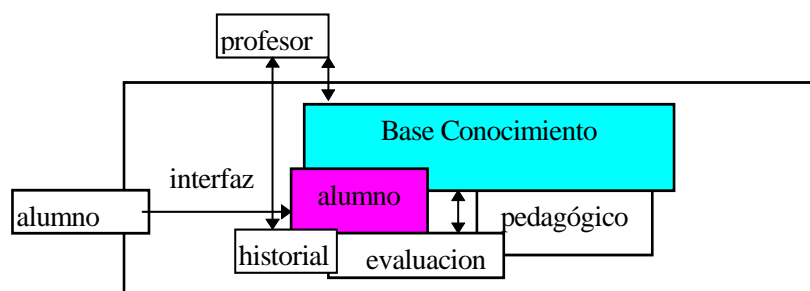 profesor
Base Conocimiento
interfaz
alumno
alumno
pedagógico
historial
evaluacion